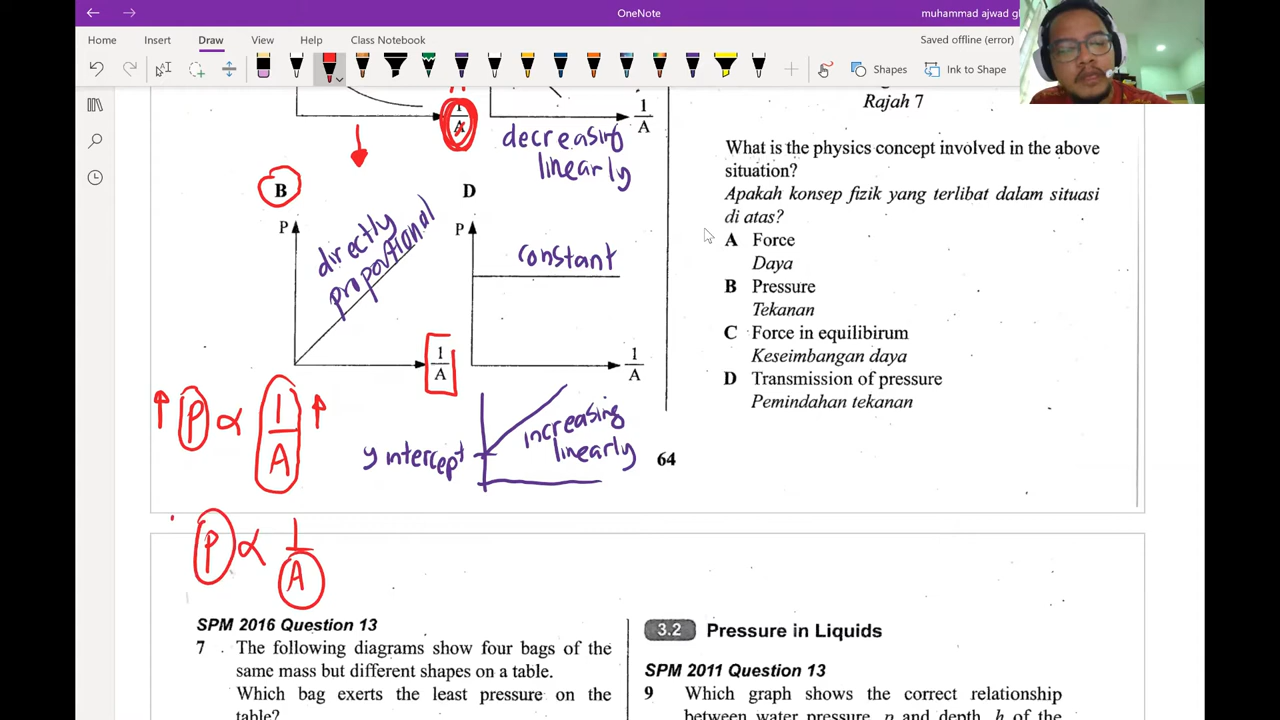 OneNote
muhammad ajwad gh
Home
Insert
Draw
View
Help
Class Notebook
Saved offline (error)
Shapes
Ink to Shape
1
A
1
A
decreasing
linearly
B
P
directly
proportional
1
A
D
P
constant
1
A
P ∝ 1
A
y intercept
increasing
linearly
64
P ∝ 1
A
SPM 2016 Question 13
7 The following diagrams show four bags of the
same mass but different shapes on a table.
Which bag exerts the least pressure on the
table?
Rajah 7
What is the physics concept involved in the above
situation?
Apakah konsep fizik yang terlibat dalam situasi
di atas?
A Force
Daya
B Pressure
Tekanan
C Force in equilibirum
Keseimbangan daya
D Transmission of pressure
Pemindahan tekanan
3.2 Pressure in Liquids
SPM 2011 Question 13
9 Which graph shows the correct relationship
between water pressure, p and depth, h of the